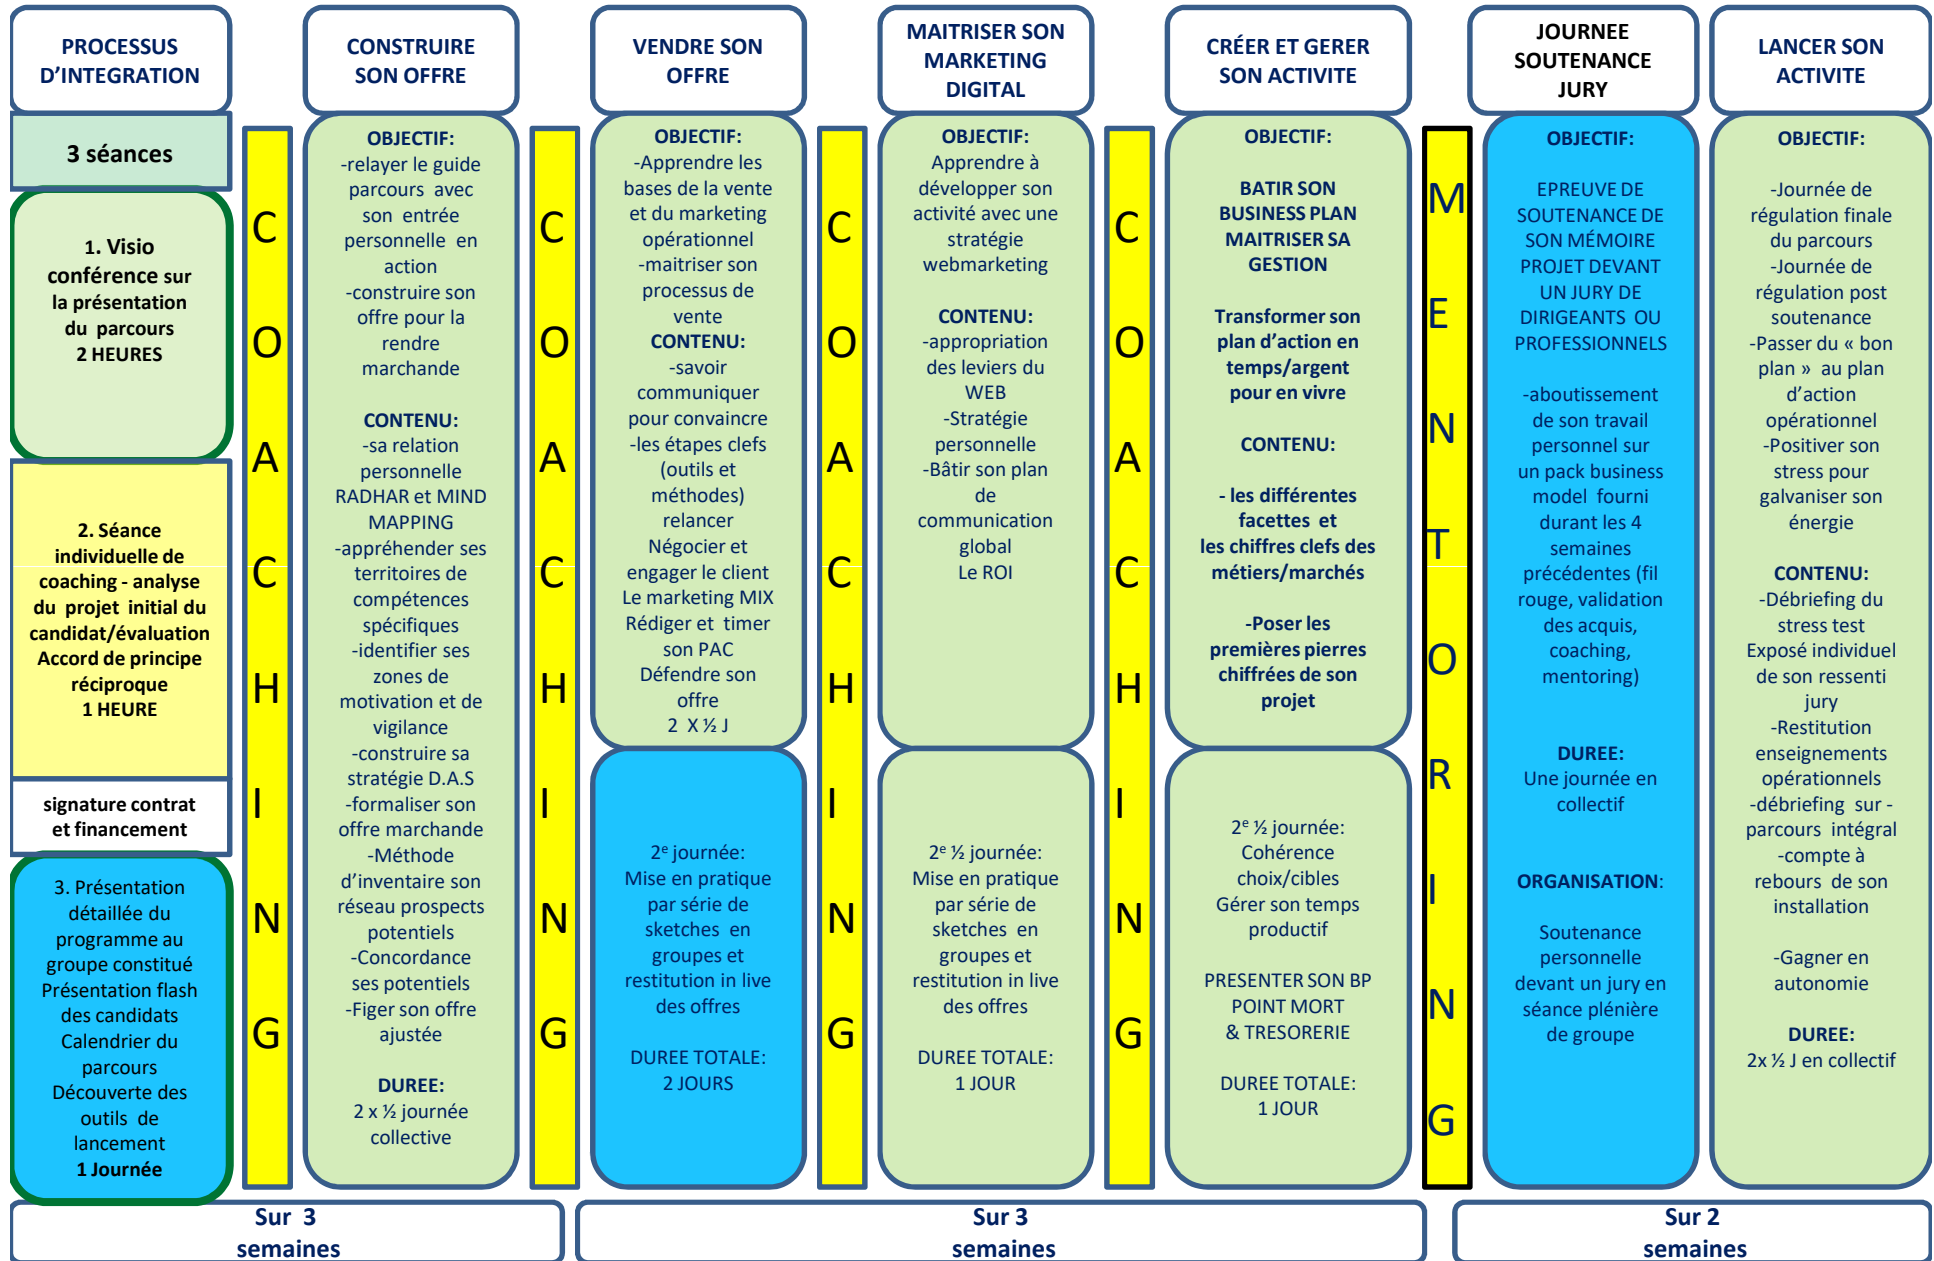 PROCESSUS
D'INTEGRATION
3 séances
1. Visio
conférence sur
la présentation
du parcours
2 HEURES
2. Séance
individuelle de
coaching - analyse
du projet initial du
candidat/évaluation
Accord de principe
réciproque
1 HEURE
signature contrat
et financement
3. Présentation
détaillée du
programme au
groupe constitué
Présentation flash
des candidats
Calendrier du
parcours
Découverte des
outils de
lancement
1 Journée
C
O
A
C
H
I
N
G
CONSTRUIRE
SON OFFRE
OBJECTIF:
-relayer le guide
parcours avec
son entrée
personnelle en
action
-construire son
offre pour la
rendre
marchande
CONTENU:
-sa relation
personnelle
RADHAR et MIND
MAPPING
-appréhender ses
territoires de
compétences
spécifiques
-identifier ses
zones de
motivation et de
vigilance
-construire sa
stratégie D.A.S
-formaliser son
offre marchande
-Méthode
d'inventaire son
réseau prospects
potentiels
-Concordance
ses potentiels
-Figer son offre
ajustée
DUREE:
2 x ½ journée
collective
C
O
A
C
H
I
N
G
VENDRE SON
OFFRE
OBJECTIF:
-Apprendre les
bases de la vente
et du marketing
opérationnel
-maitriser son
processus de
vente
CONTENU:
-savoir
communiquer
pour convaincre
-les étapes clefs
(outils et
méthodes)
relancer
Négocier et
engager le client
Le marketing MIX
Rédiger et timer
son PAC
Défendre son
offre
2 X ½ J
2e journée:
Mise en pratique
par série de
sketches en
groupes et
restitution in live
des offres
DUREE TOTALE:
2 JOURS
C
O
A
C
H
I
N
G
MAITRISER SON
MARKETING
DIGITAL
OBJECTIF:
Apprendre à
développer son
activité avec une
stratégie
webmarketing
CONTENU:
-appropriation
des leviers du
WEB
-Stratégie
personnelle
-Bâtir son plan
de
communication
global
Le ROI
2e ½ journée:
Mise en pratique
par série de
sketches en
groupes et
restitution in live
des offres
DUREE TOTALE:
1 JOUR
C
O
A
C
H
I
N
G
CRÉER ET GERER
SON ACTIVITE
OBJECTIF:
BATIR SON
BUSINESS PLAN
MAITRISER SA
GESTION
Transformer son
plan d'action en
temps/argent
pour en vivre
CONTENU:
- les différentes
facettes et
les chiffres clefs des
métiers/marchés
-Poser les
premières pierres
chiffrées de son
projet
2e ½ journée:
Cohérence
choix/cibles
Gérer son temps
productif
PRESENTER SON BP
POINT MORT
& TRESORERIE
DUREE TOTALE:
1 JOUR
M
E
N
T
O
R
I
N
G
JOURNEE
SOUTENANCE
JURY
OBJECTIF:
EPREUVE DE
SOUTENANCE DE
SON MÉMOIRE
PROJET DEVANT
UN JURY DE
DIRIGEANTS OU
PROFESSIONNELS
-aboutissement
de son travail
personnel sur
un pack business
model fourni
durant les 4
semaines
précédentes (fil
rouge, validation
des acquis,
coaching,
mentoring)
DUREE:
Une journée en
collectif
ORGANISATION:
Soutenance
personnelle
devant un jury en
séance plénière
de groupe
LANCER SON
ACTIVITE
OBJECTIF:
-Journée de
régulation finale
du parcours
-Journée de
régulation post
soutenance
-Passer du « bon
plan » au plan
d'action
opérationnel
-Positiver son
stress pour
galvaniser son
énergie
CONTENU:
-Débriefing du
stress test
Exposé individuel
de son ressenti
jury
-Restitution
enseignements
opérationnels
-débriefing sur -
parcours intégral
-compte à
rebours de son
installation
-Gagner en
autonomie
DUREE:
2x ½ J en collectif
Sur 3
semaines
Sur 3
semaines
Sur 2
semaines